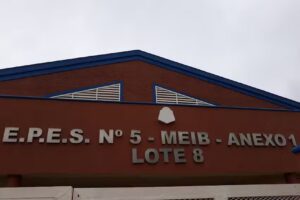 E.P.E.S. Nº 5 - MEIB - ANEXO 1
LOTE 8